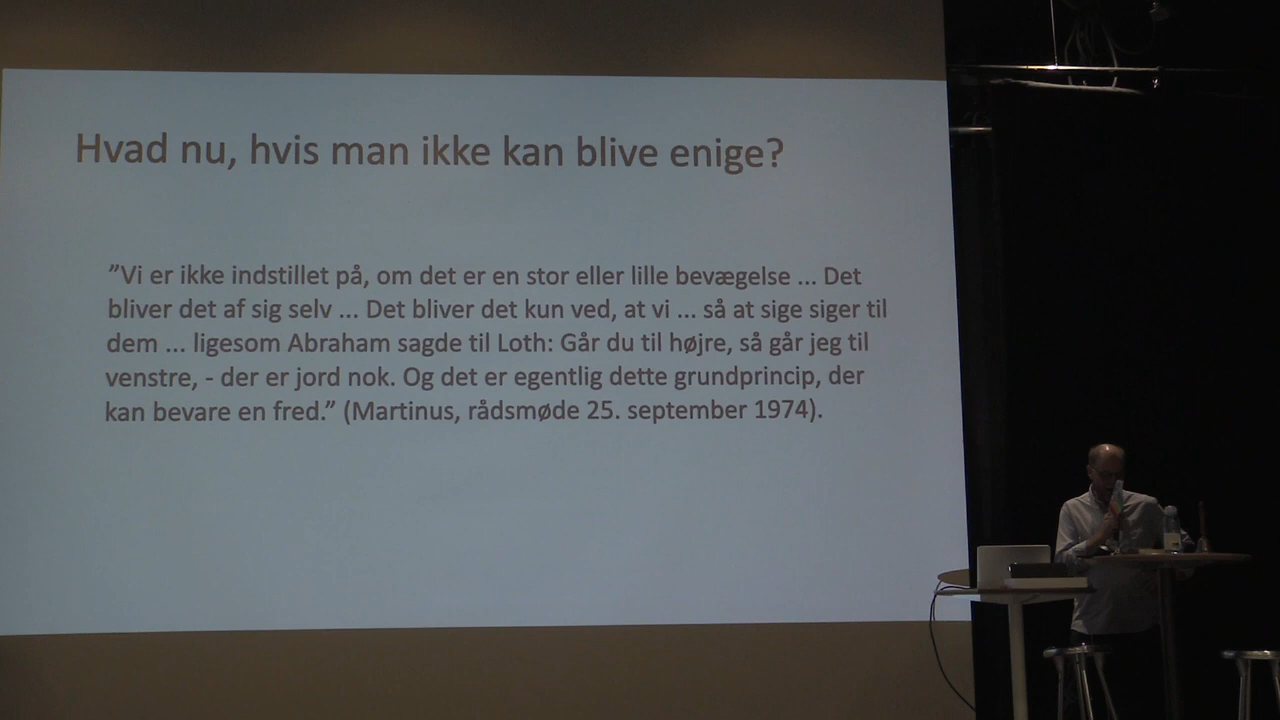 Hvad nu, hvis man ikke kan blive enige?
”Vi er ikke indstillet på, om det er en stor eller lille bevægelse ... Det
bliver det af sig selv ... Det bliver det kun ved, at vi ... så at sige siger til
dem ... ligesom Abraham sagde til Loth: Går du til højre, så går jeg til
venstre, - der er jord nok. Og det er egentlig dette grundprincip, der
kan bevare en fred.” (Martinus, rådsmøde 25. september 1974).